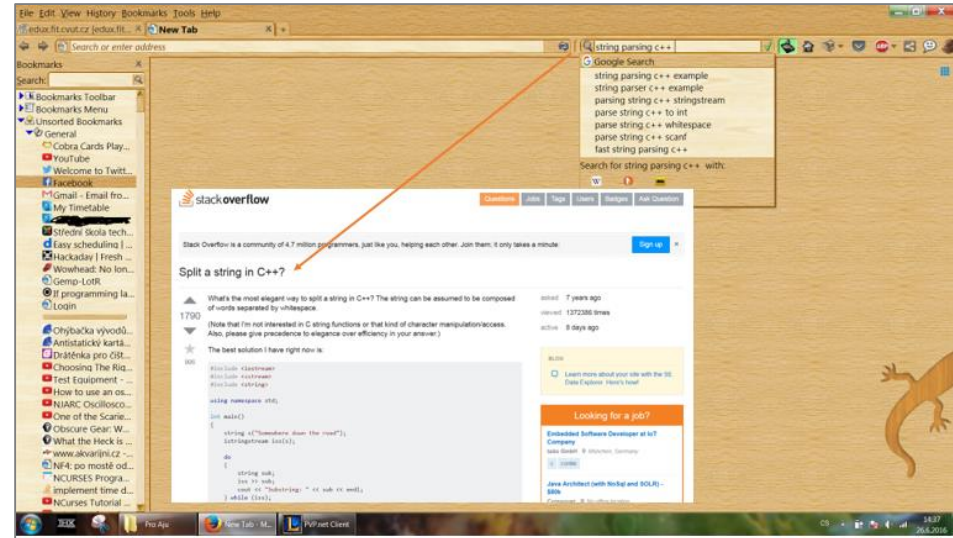 File Edit View History Bookmarks Tools Help
edux.fit.cvut.cz [edux.fit...
New Tab
Search or enter address
string parsing c++
Google Search
string parsing c++ example
string parser c++ example
parsing string c++ stringstream
parse string c++ to int
parse string c++ whitespace
parse string c++ scanf
fast string parsing c++
Search for string parsing c++ with:
Bookmarks
Search:
Bookmarks Toolbar
Bookmarks Menu
Unsorted Bookmarks
General
Cobra Cards Play...
YouTube
Welcome to Twitt...
Facebook
Gmail - Email fro...
My Timetable
Střední škola tech...
Easy scheduling | ...
Hackaday | Fresh ...
Wowhead: No lon...
Gemp-LotR
If programming la...
Login
Ohýbačka vývodů...
Antistatický kartá...
Drátěnka pro čišt...
Choosing The Rig...
Test Equipment - ...
How to use an os...
NJARC Oscillosco...
One of the Scarie...
Obscure Gear: W...
What the Heck is ...
www.akvarijni.cz -...
NF4: po mostě od...
NCURSES Progra...
implement time d...
NCurses Tutorial ...
stackoverflow
Questions Jobs Tags Users Badges Ask Question
Stack Overflow is a community of 4.7 million programmers, just like you, helping each other. Join them; it only takes a minute:
Sign up
Split a string in C++?
1790
What's the most elegant way to split a string in C++? The string can be assumed to be composed
of words separated by whitespace.
(Note that I'm not interested in C string functions or that kind of character manipulation/access.
Also, please give precedence to elegance over efficiency in your answer.)
The best solution I have right now is:
#include <iostream>
#include <sstream>
#include <string>
using namespace std;
int main()
{
string s("Somewhere down the road");
istringstream iss(s);
do
{
string sub;
iss >> sub;
cout << "Substring: " << sub << endl;
} while (iss);
asked 7 years ago
viewed 1372386 times
active 8 days ago
BLOG
Learn more about your site with the SE
Data Explorer. Here's how!
Looking for a job?
Embedded Software Developer at IoT
Company
München, Germany
Java Architect (with NoSql and SOLR) -
THX
Pro Aju
New Tab - M...
PVP.net Client
CS
14:37
26.6.2016